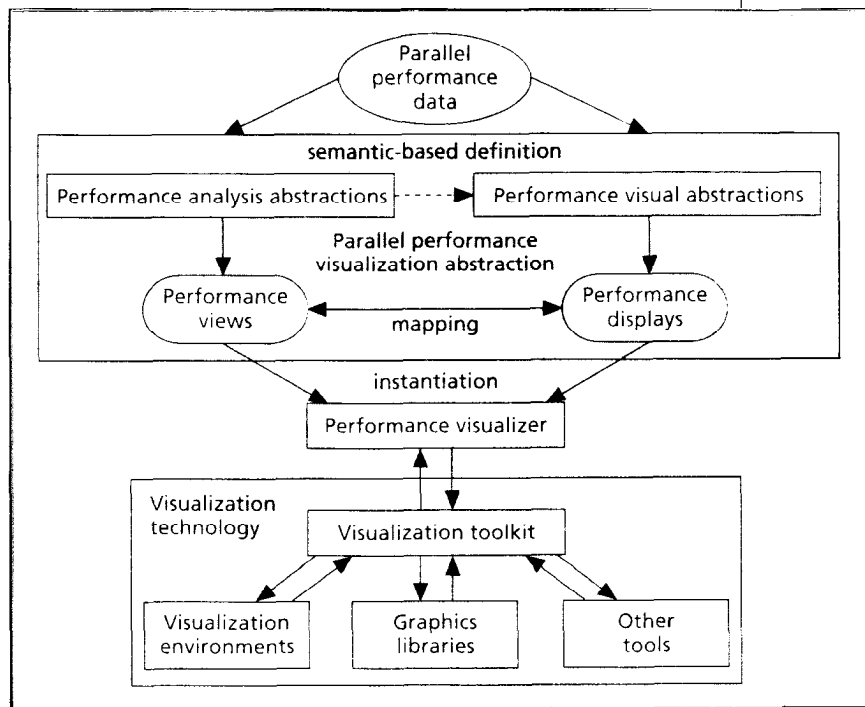 Parallel
performance
data
semantic-based definition
Performance analysis abstractions
Performance visual abstractions
Parallel performance
visualization abstraction
Performance
views
mapping
Performance
displays
instantiation
Performance visualizer
Visualization
technology
Visualization toolkit
Visualization
environments
Graphics
libraries
Other
tools